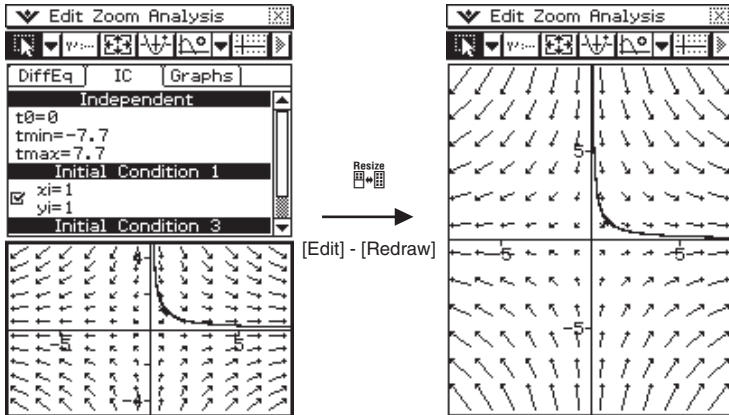 Edit Zoom Analysis
DiffEq IC Graphs
Independent
t0=0
tmin=-7.7
tmax=7.7
Initial Condition 1
xi=1
yi=1
Initial Condition 3
4
-5 5
-4
Resize
[Edit] - [Redraw]
Edit Zoom Analysis
5
-5 5
-5